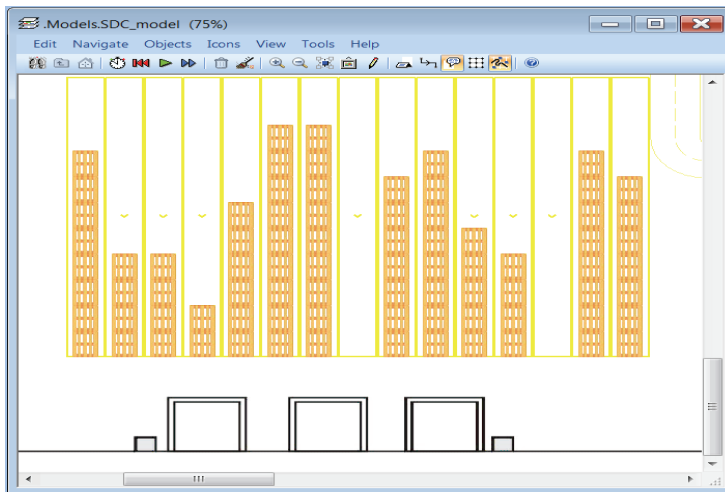 .Models.SDC_model (75%)
Edit Navigate Objects Icons View Tools Help